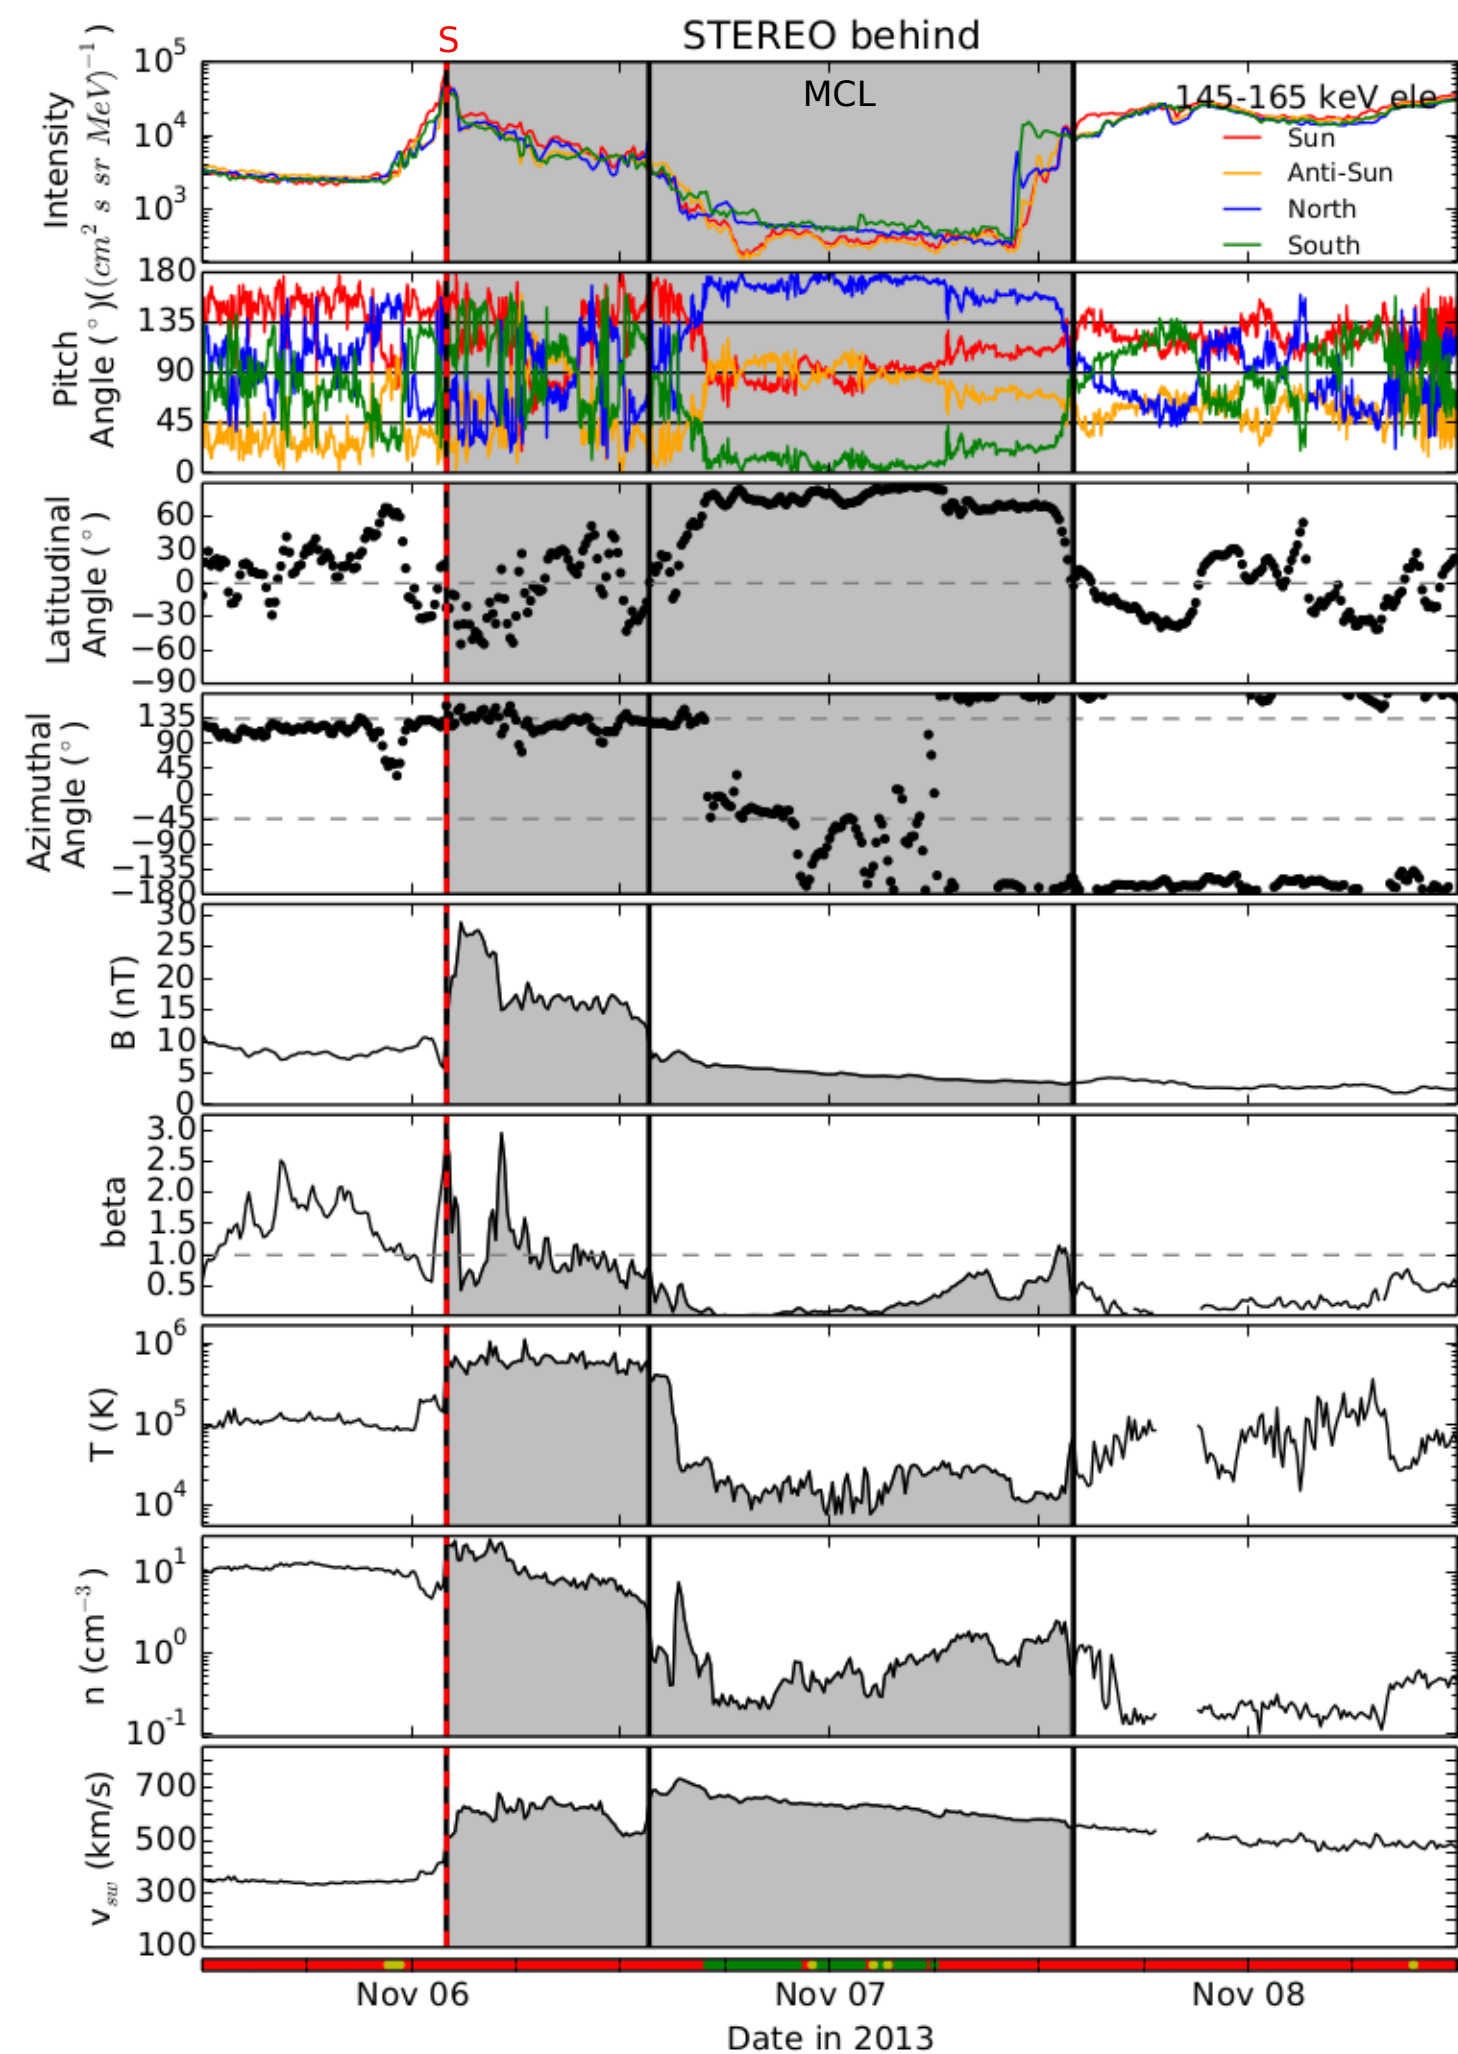 S
STEREO behind
Intensity
((cm² s sr MeV)⁻¹)
10⁵
10⁴
10³
MCL
145-165 keV ele
Sun
Anti-Sun
North
South
Pitch
Angle (°)
180
135
90
45
0
Latitudinal
Angle (°)
60
30
0
−30
−60
−90
Azimuthal
Angle (°)
135
90
45
0
−45
−90
−135
−180
B (nT)
30
25
20
15
10
5
0
beta
3.0
2.5
2.0
1.5
1.0
0.5
T (K)
10⁶
10⁵
10⁴
n (cm⁻³)
10¹
10⁰
10⁻¹
v_sw (km/s)
700
500
300
100
Nov 06
Nov 07
Nov 08
Date in 2013